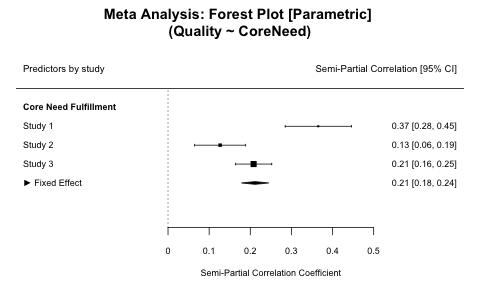 Meta Analysis: Forest Plot [Parametric]
(Quality ~ CoreNeed)
Predictors by study Semi-Partial Correlation [95% CI]
Core Need Fulfillment
Study 1 0.37 [0.28, 0.45]
Study 2 0.13 [0.06, 0.19]
Study 3 0.21 [0.16, 0.25]
► Fixed Effect 0.21 [0.18, 0.24]
0 0.1 0.2 0.3 0.4 0.5
Semi-Partial Correlation Coefficient